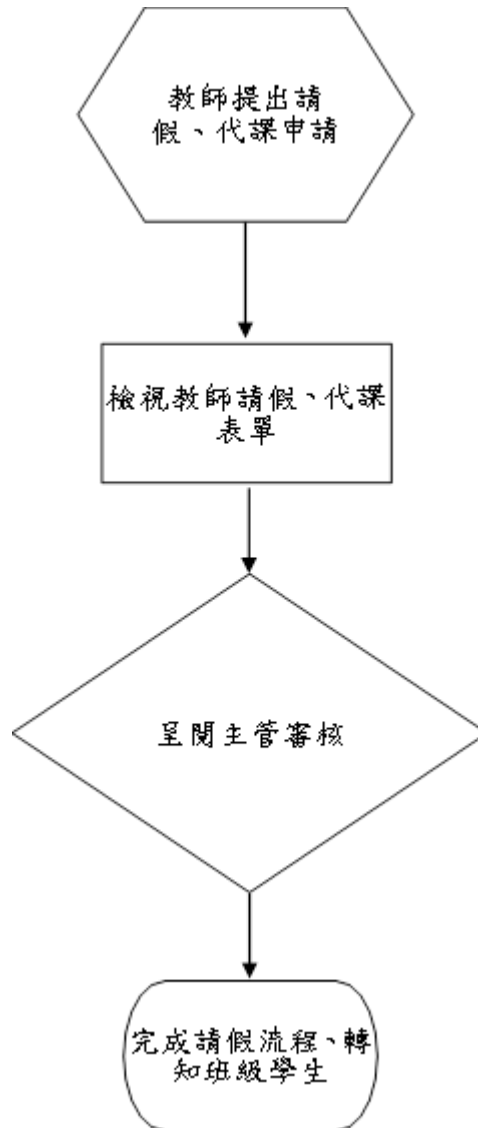 教師提出請
假、代課申請
檢視教師請假、代課
表單
呈閱主管審核
完成請假流程、轉
知班級學生